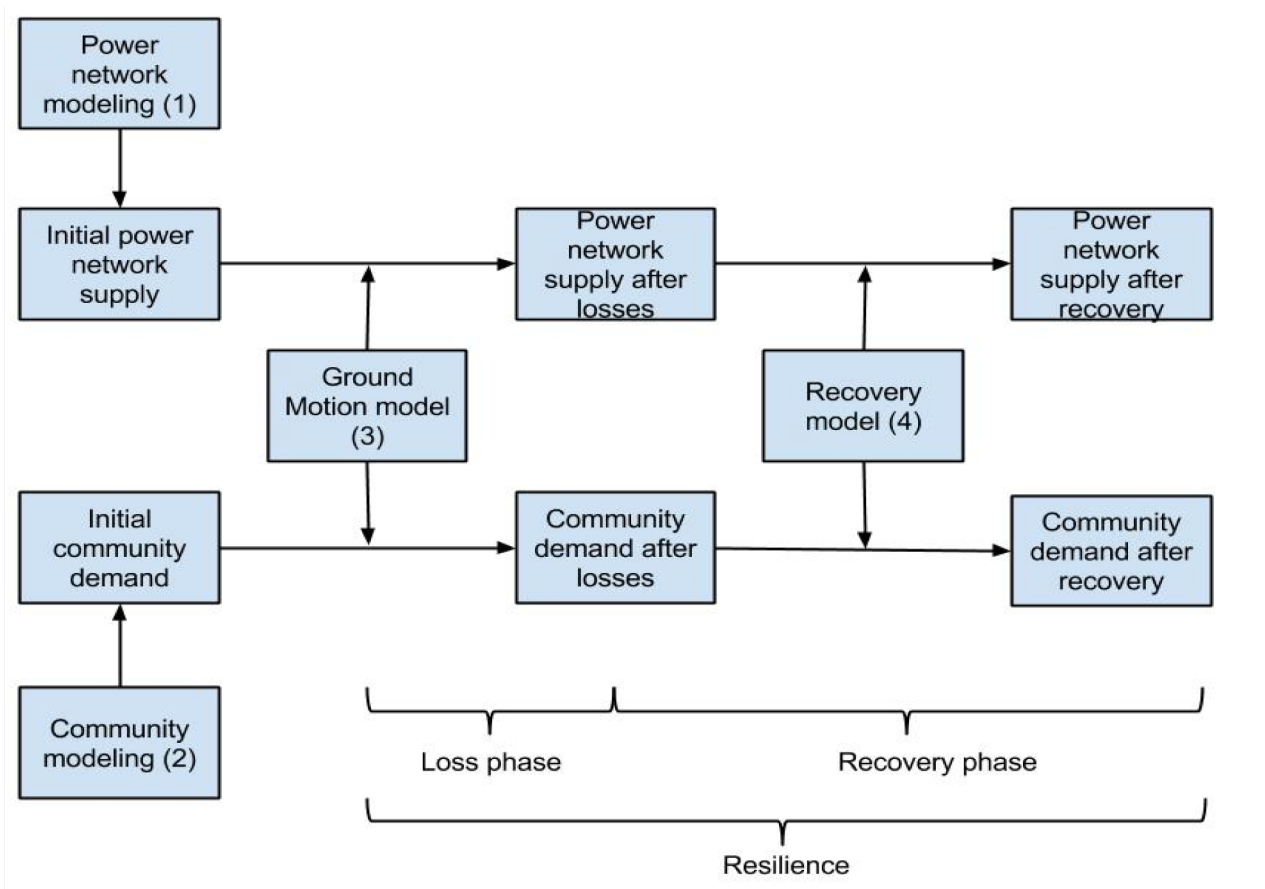 Power
network
modeling (1)
Initial power
network
supply
Power
network
supply after
losses
Power
network
supply after
recovery
Ground
Motion model
(3)
Recovery
model (4)
Initial
community
demand
Community
demand after
losses
Community
demand after
recovery
Community
modeling (2)
Loss phase
Recovery phase
Resilience